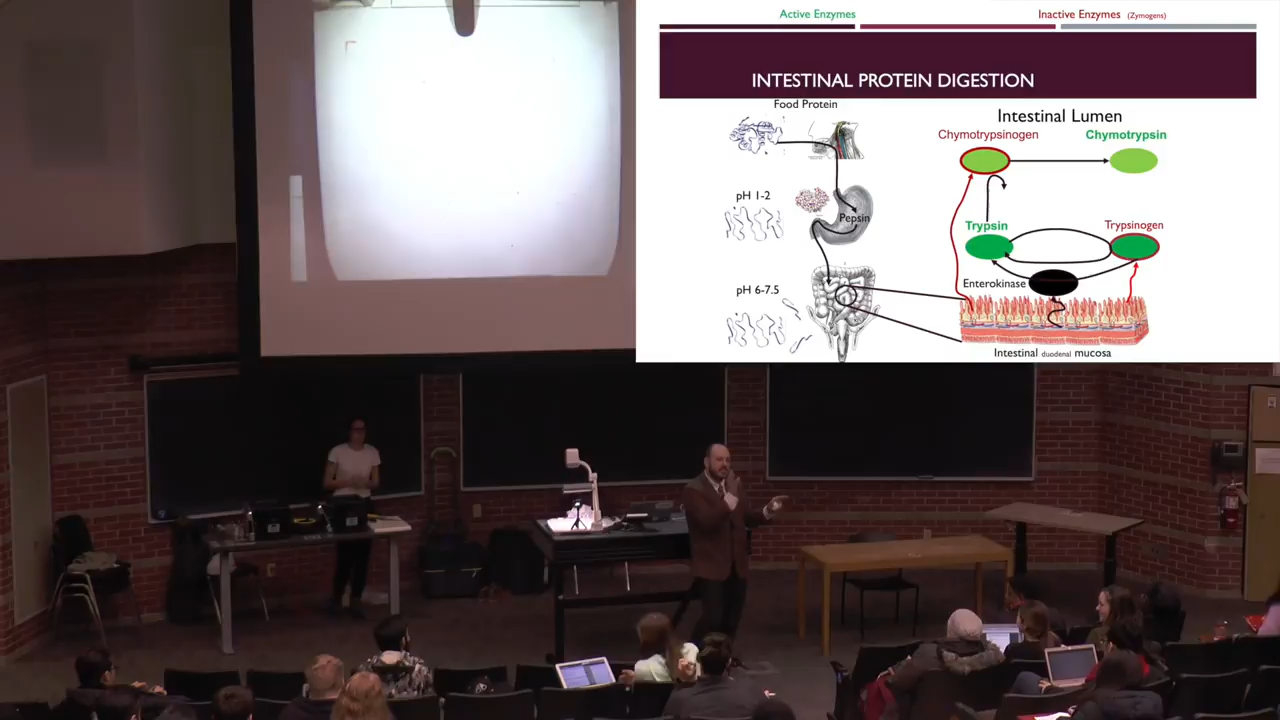 Active Enzymes
Inactive Enzymes (Zymogens)
INTESTINAL PROTEIN DIGESTION
Food Protein
Intestinal Lumen
Chymotrypsinogen
Chymotrypsin
pH 1-2
Pepsin
Trypsin
Trypsinogen
pH 6-7.5
Enterokinase
Intestinal duodenal mucosa